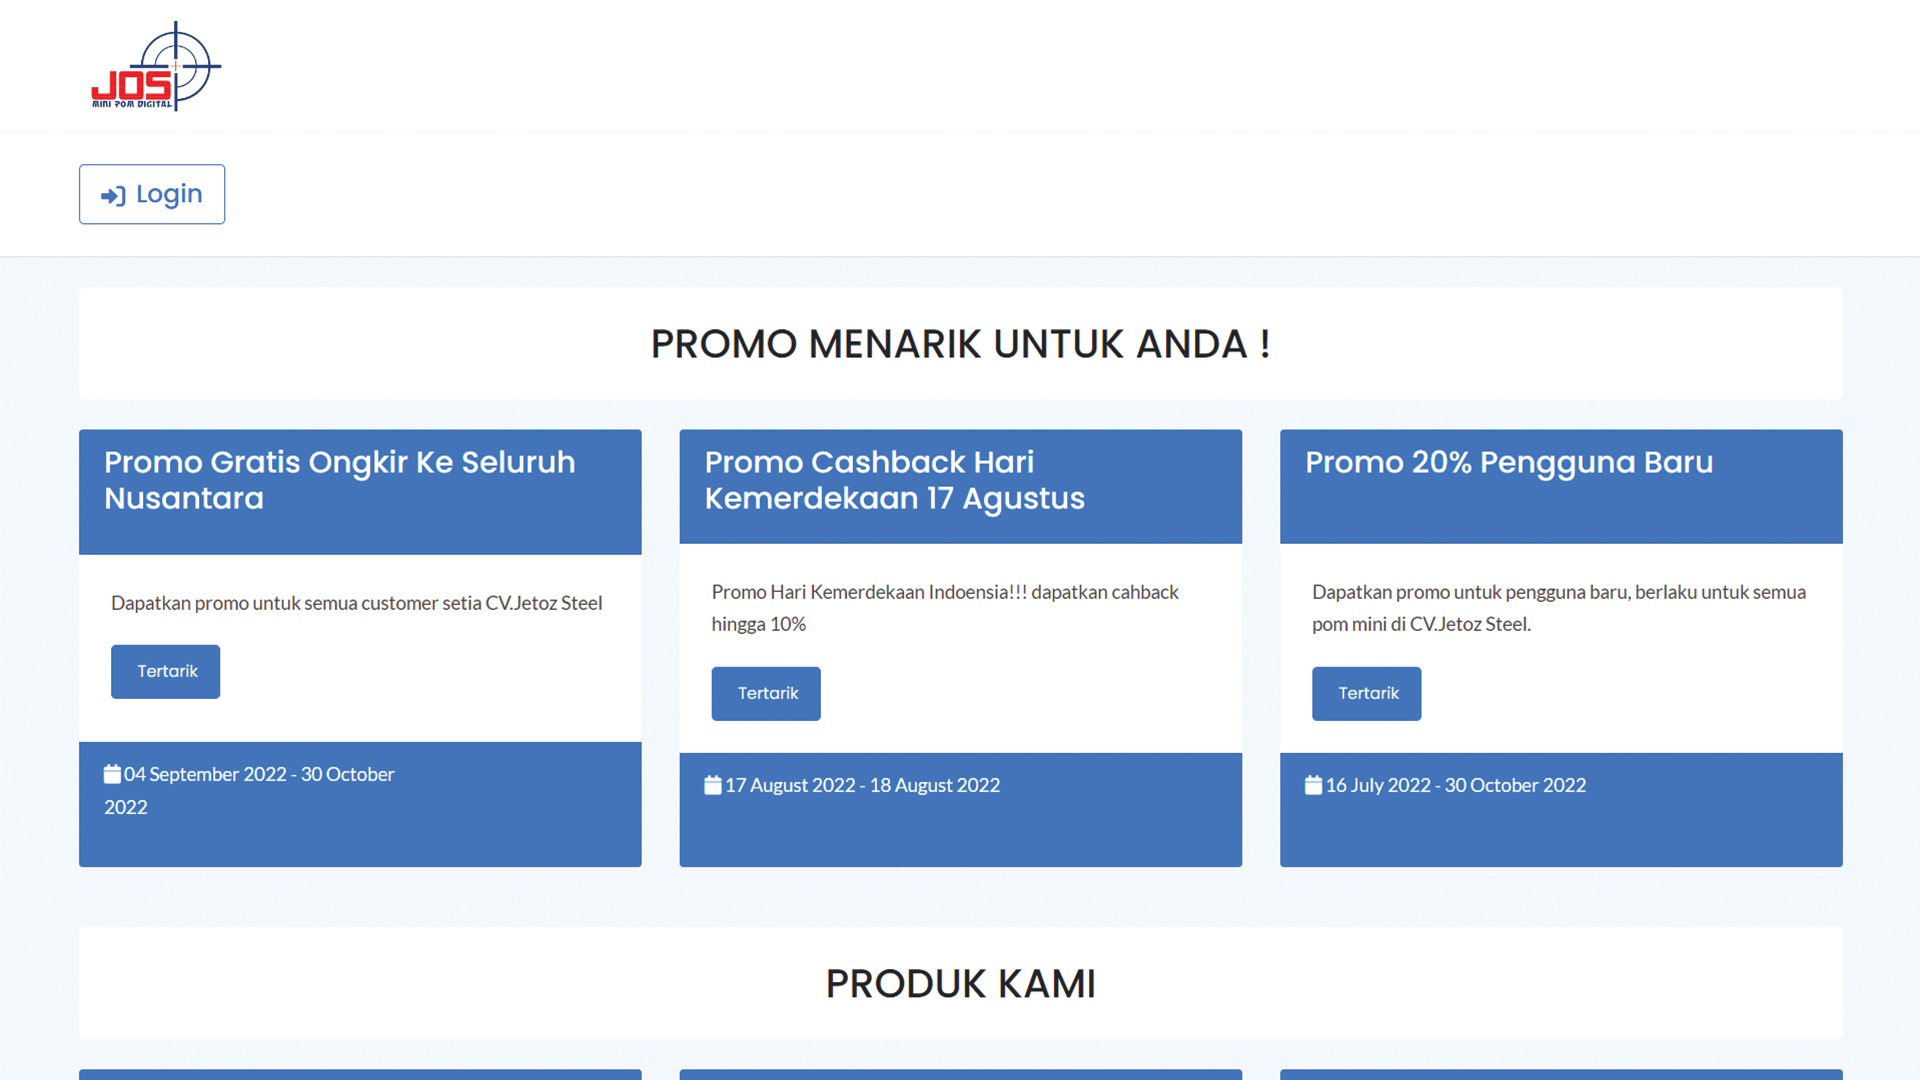 JOS
MINI POM DIGITAL
Login
PROMO MENARIK UNTUK ANDA !
Promo Gratis Ongkir Ke Seluruh
Nusantara
Dapatkan promo untuk semua customer setia CV.Jetoz Steel
Tertarik
04 September 2022 - 30 October
2022
Promo Cashback Hari
Kemerdekaan 17 Agustus
Promo Hari Kemerdekaan Indoensia!!! dapatkan cahback
hingga 10%
Tertarik
17 August 2022 - 18 August 2022
Promo 20% Pengguna Baru
Dapatkan promo untuk pengguna baru, berlaku untuk semua
pom mini di CV.Jetoz Steel.
Tertarik
16 July 2022 - 30 October 2022
PRODUK KAMI